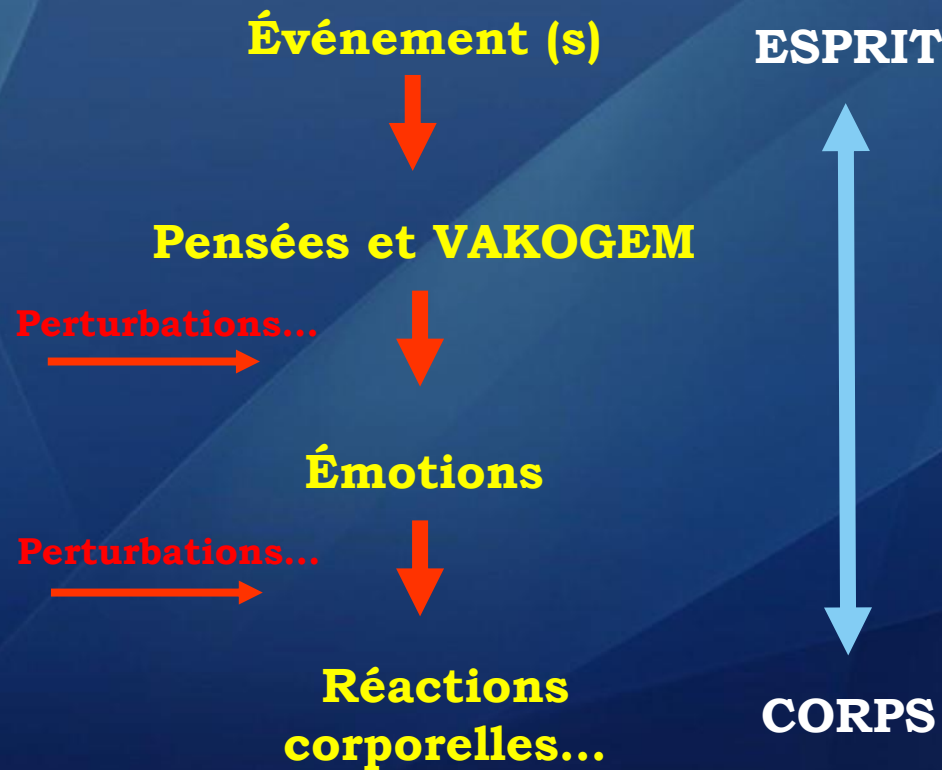 Événement (s)
ESPRIT
Pensées et VAKOGEM
Perturbations...
Émotions
Perturbations...
Réactions
corporelles...
CORPS